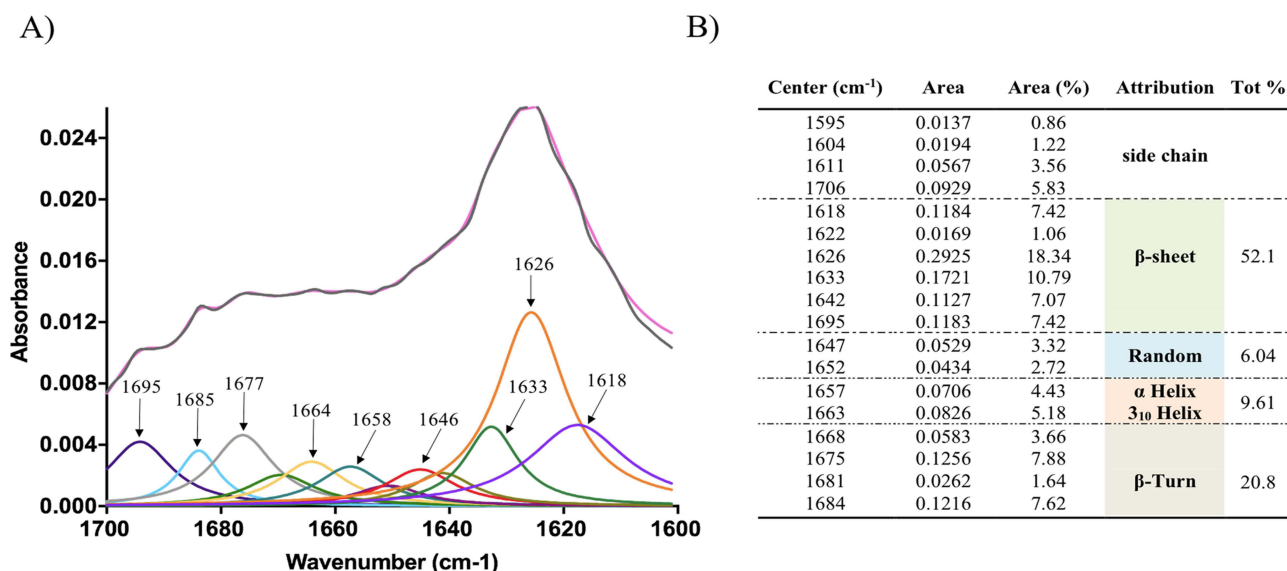 A)
0.024
0.020
0.016
0.012
0.008
0.004
0.000
Absorbance
1695
1685
1677
1664
1658
1646
1633
1626
1618
1700 1680 1660 1640 1620 1600
Wavenumber (cm-1)
B)
Center (cm-1) Area Area (%) Attribution Tot %
1595 0.0137 0.86
1604 0.0194 1.22
side chain
1611 0.0567 3.56
1706 0.0929 5.83
1618 0.1184 7.42
1622 0.0169 1.06
1626 0.2925 18.34
β-sheet 52.1
1633 0.1721 10.79
1642 0.1127 7.07
1695 0.1183 7.42
1647 0.0529 3.32
Random 6.04
1652 0.0434 2.72
1657 0.0706 4.43 α Helix
9.61
1663 0.0826 5.18 3₁₀ Helix
1668 0.0583 3.66
1675 0.1256 7.88
β-Turn 20.8
1681 0.0262 1.64
1684 0.1216 7.62